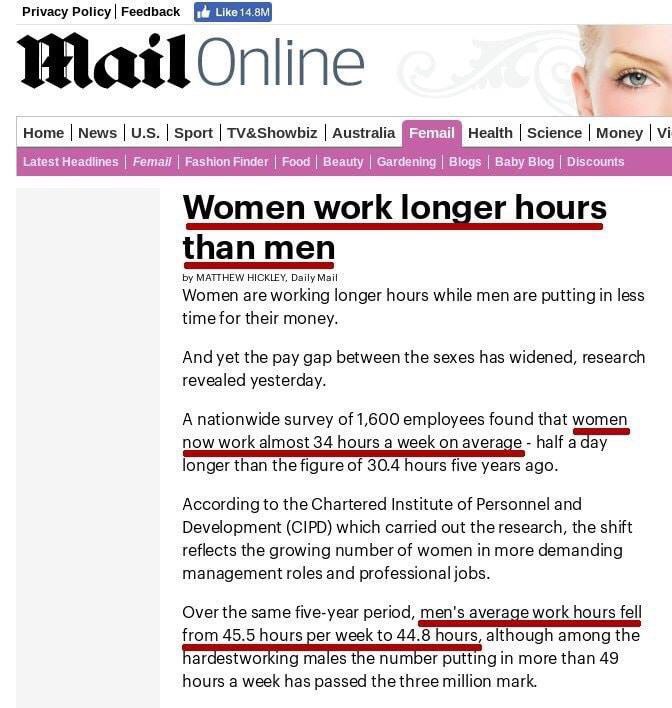 Privacy Policy | Feedback Like 14.8M
Mail Online
Home | News | U.S. | Sport | TV&Showbiz | Australia Femail Health | Science | Money | Vi
Latest Headlines | Femail | Fashion Finder | Food | Beauty | Gardening | Blogs | Baby Blog | Discounts
Women work longer hours
than men
by MATTHEW HICKLEY, Daily Mail
Women are working longer hours while men are putting in less
time for their money.
And yet the pay gap between the sexes has widened, research
revealed yesterday.
A nationwide survey of 1,600 employees found that women
now work almost 34 hours a week on average - half a day
longer than the figure of 30.4 hours five years ago.
According to the Chartered Institute of Personnel and
Development (CIPD) which carried out the research, the shift
reflects the growing number of women in more demanding
management roles and professional jobs.
Over the same five-year period, men's average work hours fell
from 45.5 hours per week to 44.8 hours, although among the
hardestworking males the number putting in more than 49
hours a week has passed the three million mark.